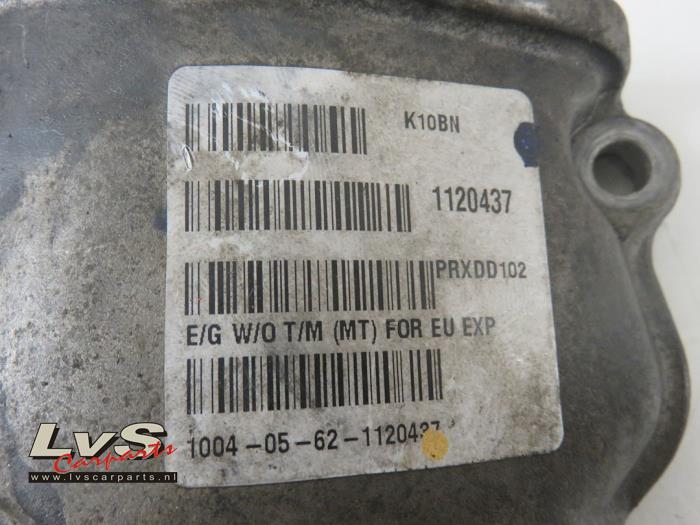 K10BN
1120437
PRXDD102
E/G W/O T/M (MT) FOR EU EXP
1004-05-62-1120437
LvS
Carparts
www.lvscarparts.nl